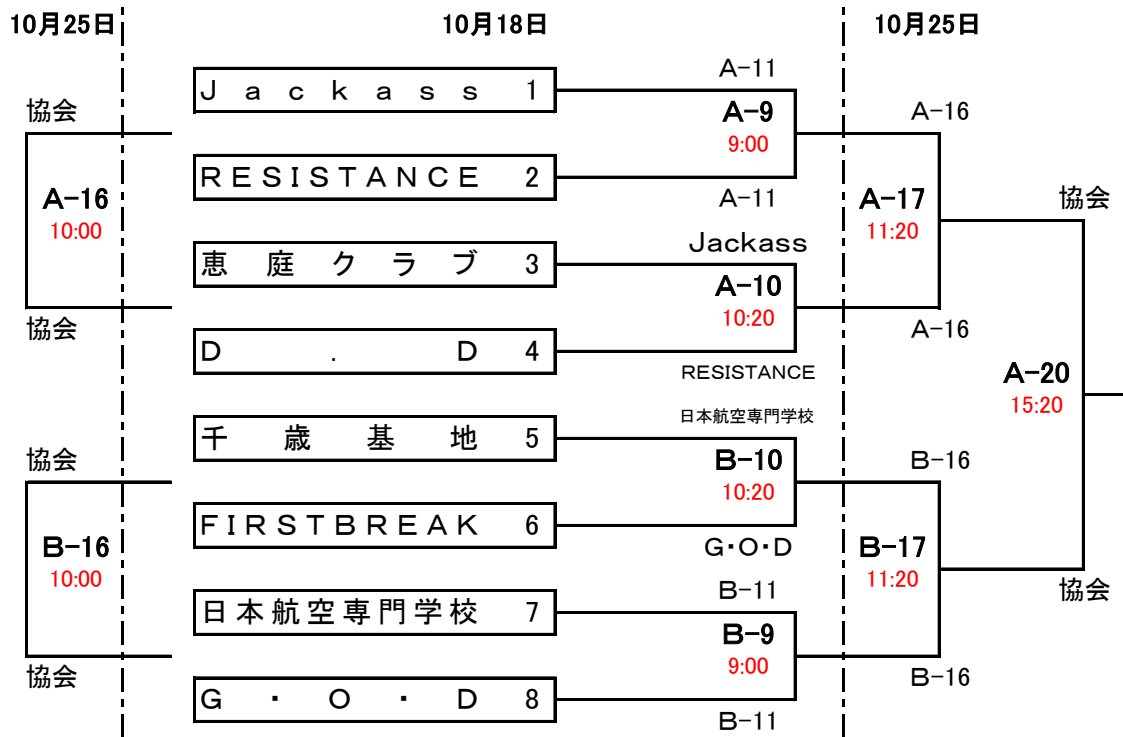 10月25日 10月18日 10月25日
Jackass 1
A-11
協会
A-9
A-16
9:00
RESISTANCE 2
A-11
A-16
10:00
A-17
11:20
協会
Jackass
恵庭クラブ 3
A-10
10:20
協会
A-16
D . D 4
RESISTANCE
A-20
15:20
日本航空専門学校
千歳基地 5
協会
B-10
B-16
10:20
FIRSTBREAK 6
G・O・D
B-16
10:00
B-17
11:20
B-11
協会
日本航空専門学校 7
B-9
9:00
協会
B-16
G・O・D 8
B-11